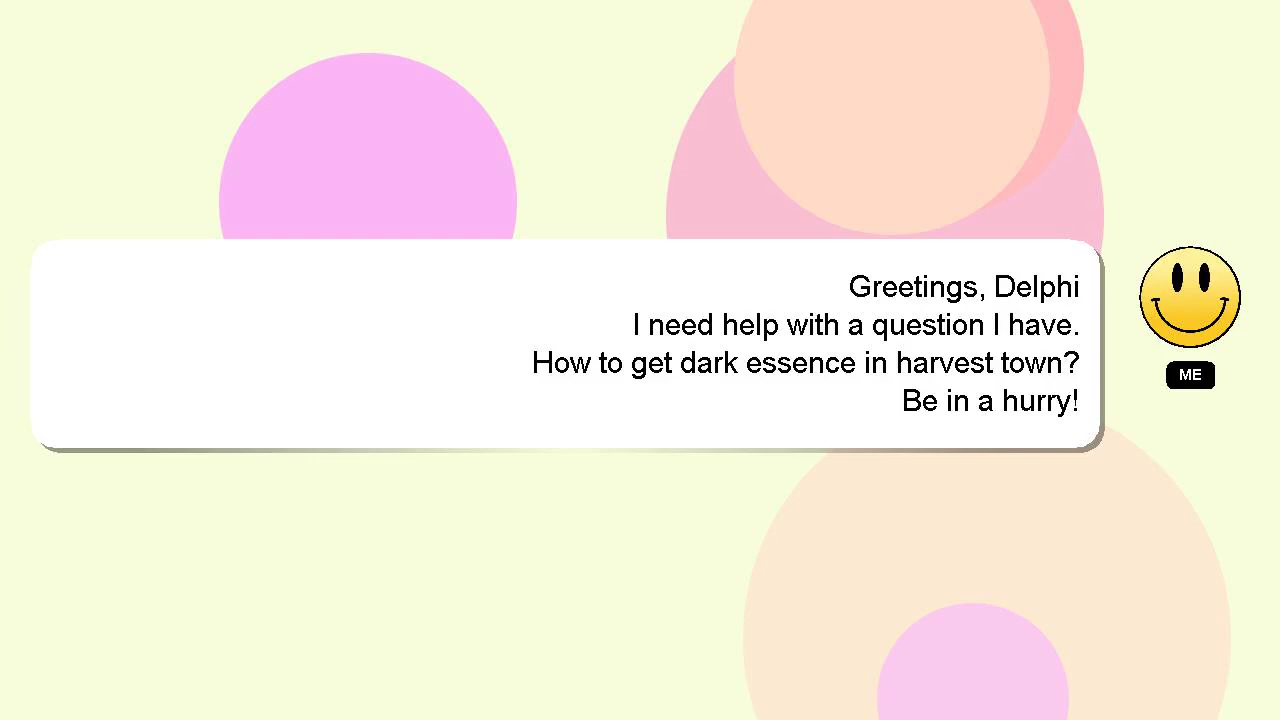 Greetings, Delphi
I need help with a question I have.
How to get dark essence in harvest town?
Be in a hurry!
ME